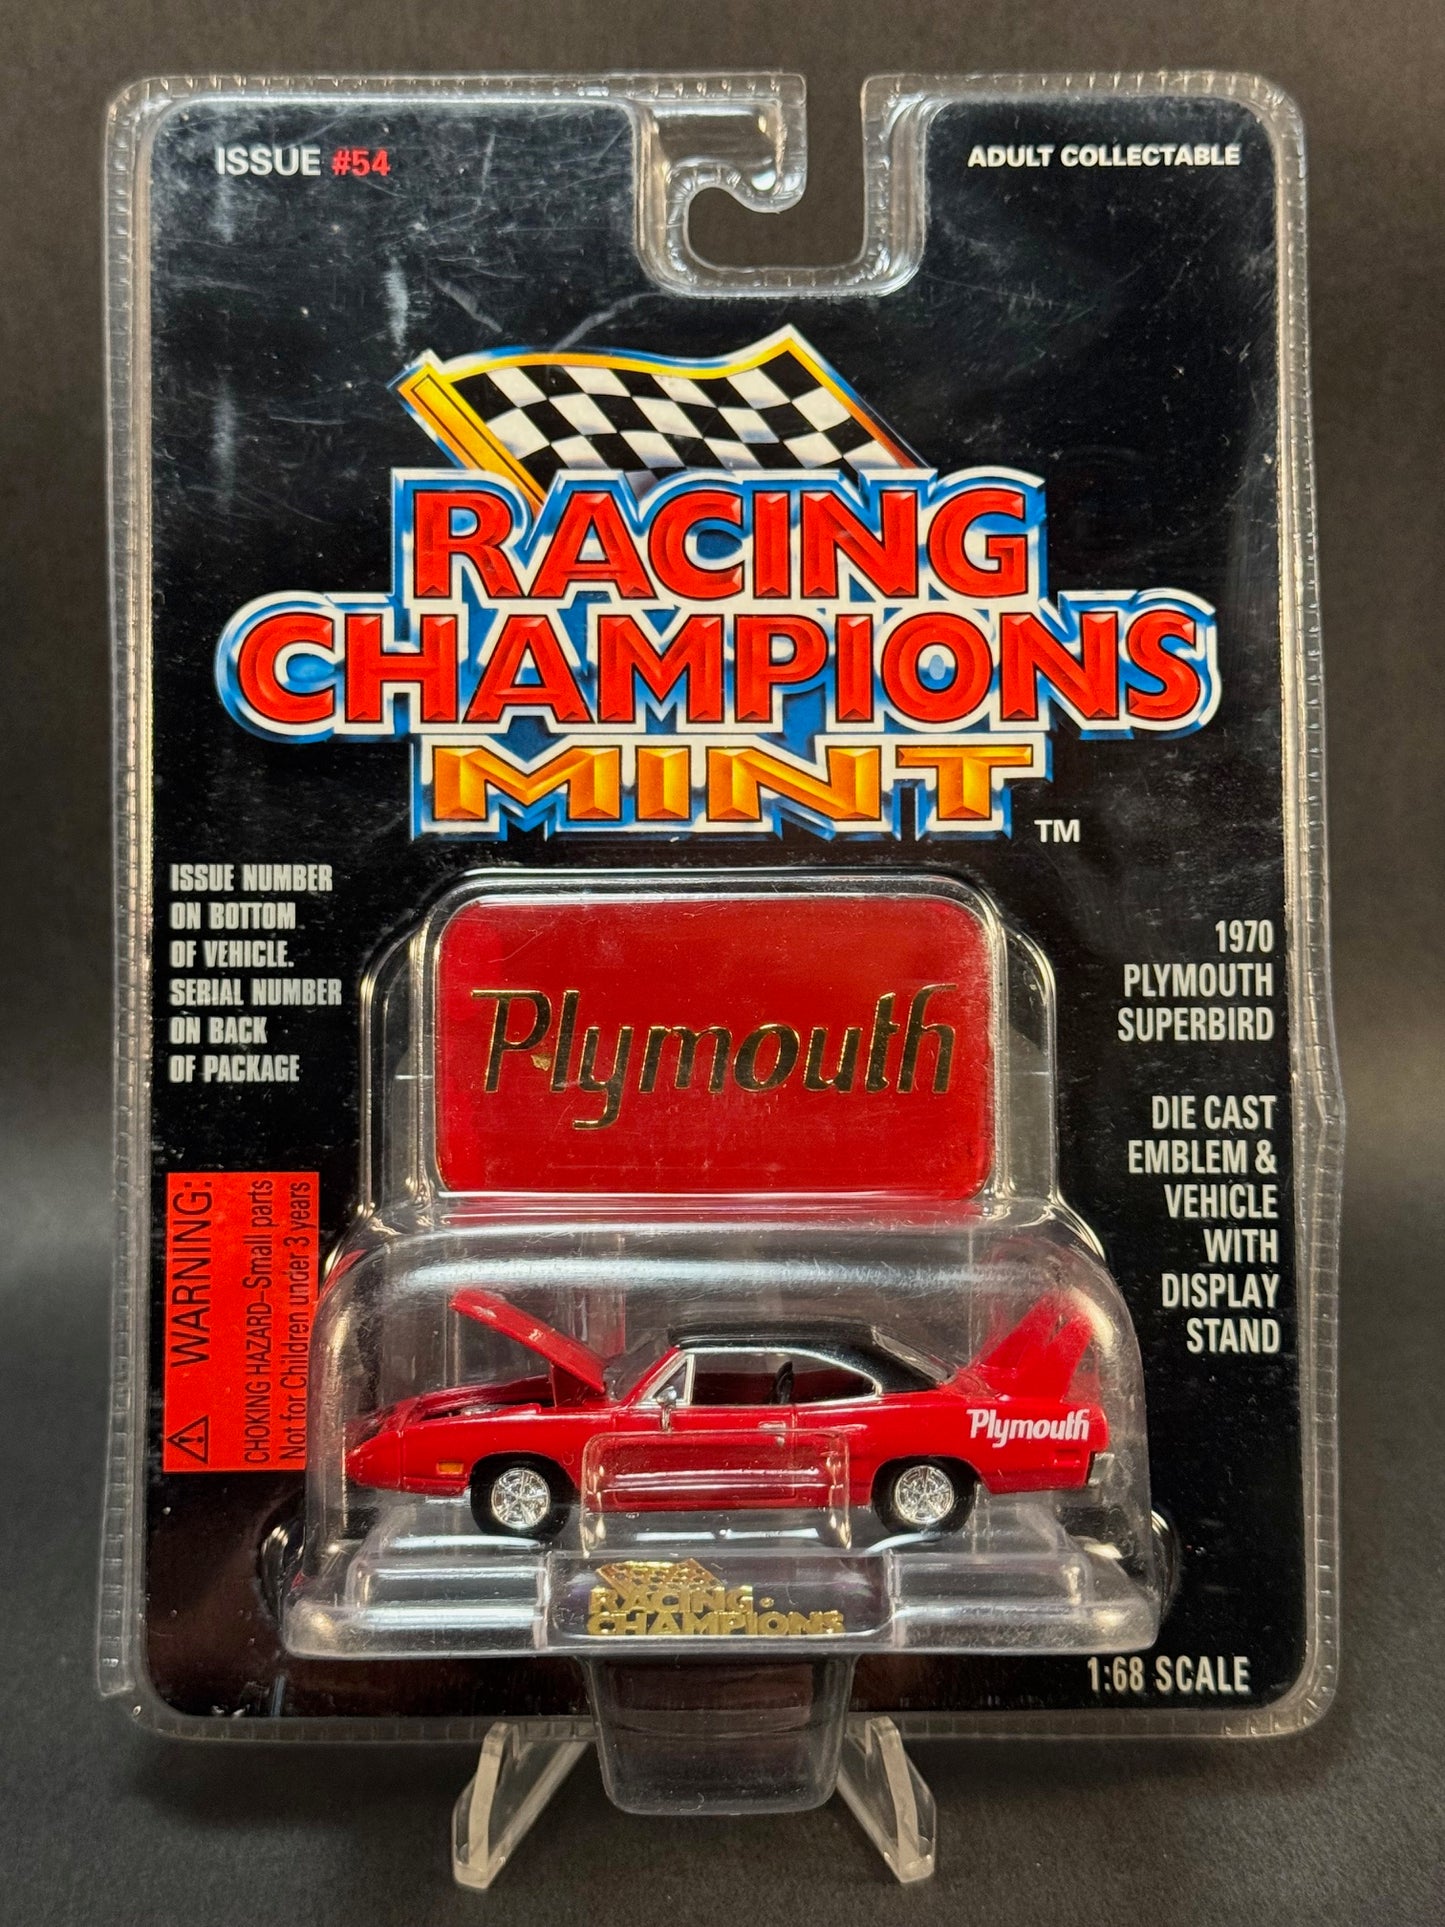 ISSUE #54
ADULT COLLECTABLE
RACING
CHAMPIONS
MINT TM
ISSUE NUMBER
ON BOTTOM
OF VEHICLE.
SERIAL NUMBER
ON BACK
OF PACKAGE
Plymouth
1970
PLYMOUTH
SUPERBIRD
DIE CAST
EMBLEM &
VEHICLE
WITH
DISPLAY
STAND
WARNING:
CHOKING HAZARD–Small parts
Not for Children under 3 years
Plymouth
RACING
CHAMPIONS
1:68 SCALE